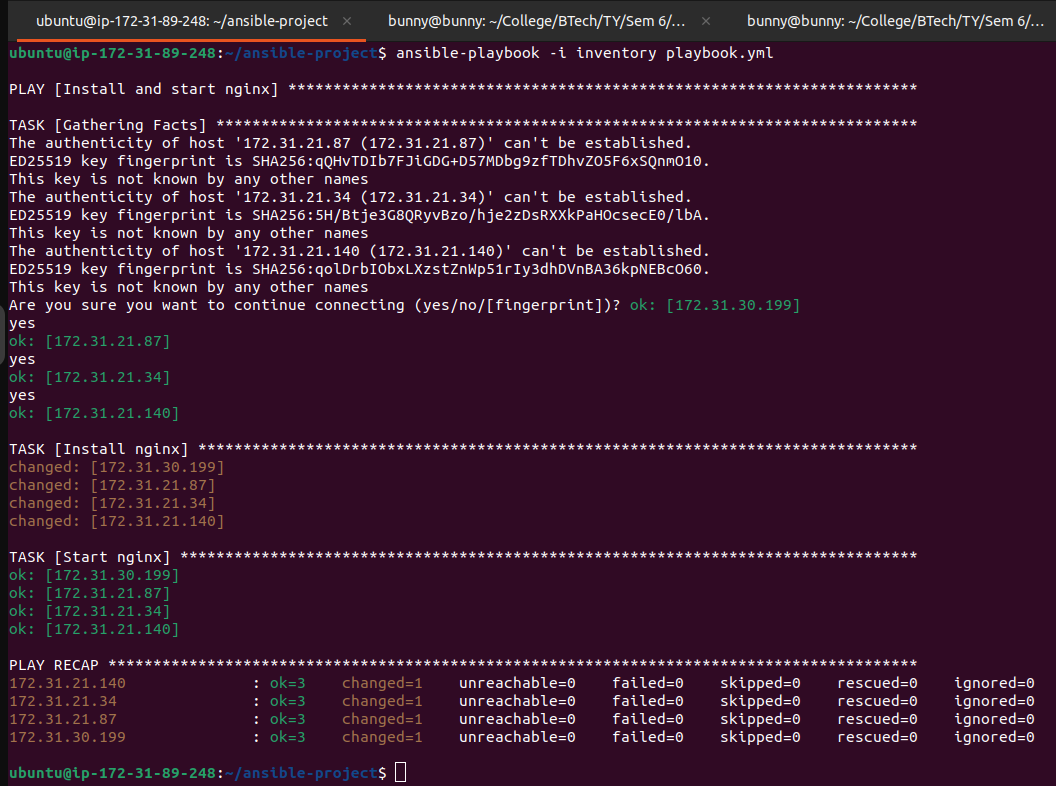 ubuntu@ip-172-31-89-248: ~/ansible-project × bunny@bunny: ~/College/BTech/TY/Sem 6/... × bunny@bunny: ~/College/BTech/TY/Sem 6/...
ubuntu@ip-172-31-89-248:~/ansible-project$ ansible-playbook -i inventory playbook.yml
PLAY [Install and start nginx] **********************************************************************
TASK [Gathering Facts] ******************************************************************************
The authenticity of host '172.31.21.87 (172.31.21.87)' can't be established.
ED25519 key fingerprint is SHA256:qQHvTDIb7FJiGDG+D57MDbg9zfTDhvZO5F6xSQnmO10.
This key is not known by any other names
The authenticity of host '172.31.21.34 (172.31.21.34)' can't be established.
ED25519 key fingerprint is SHA256:5H/Btje3G8QRyvBzo/hje2zDsRXXkPaHOcsecE0/lbA.
This key is not known by any other names
The authenticity of host '172.31.21.140 (172.31.21.140)' can't be established.
ED25519 key fingerprint is SHA256:qolDrbIObxLXzstZnWp51rIy3dhDVnBA36kpNEBcO60.
This key is not known by any other names
Are you sure you want to continue connecting (yes/no/[fingerprint])? ok: [172.31.30.199]
yes
ok: [172.31.21.87]
yes
ok: [172.31.21.34]
yes
ok: [172.31.21.140]
TASK [Install nginx] ********************************************************************************
changed: [172.31.30.199]
changed: [172.31.21.87]
changed: [172.31.21.34]
changed: [172.31.21.140]
TASK [Start nginx] **********************************************************************************
ok: [172.31.30.199]
ok: [172.31.21.87]
ok: [172.31.21.34]
ok: [172.31.21.140]
PLAY RECAP ******************************************************************************************
172.31.21.140 : ok=3 changed=1 unreachable=0 failed=0 skipped=0 rescued=0 ignored=0
172.31.21.34 : ok=3 changed=1 unreachable=0 failed=0 skipped=0 rescued=0 ignored=0
172.31.21.87 : ok=3 changed=1 unreachable=0 failed=0 skipped=0 rescued=0 ignored=0
172.31.30.199 : ok=3 changed=1 unreachable=0 failed=0 skipped=0 rescued=0 ignored=0
ubuntu@ip-172-31-89-248:~/ansible-project$